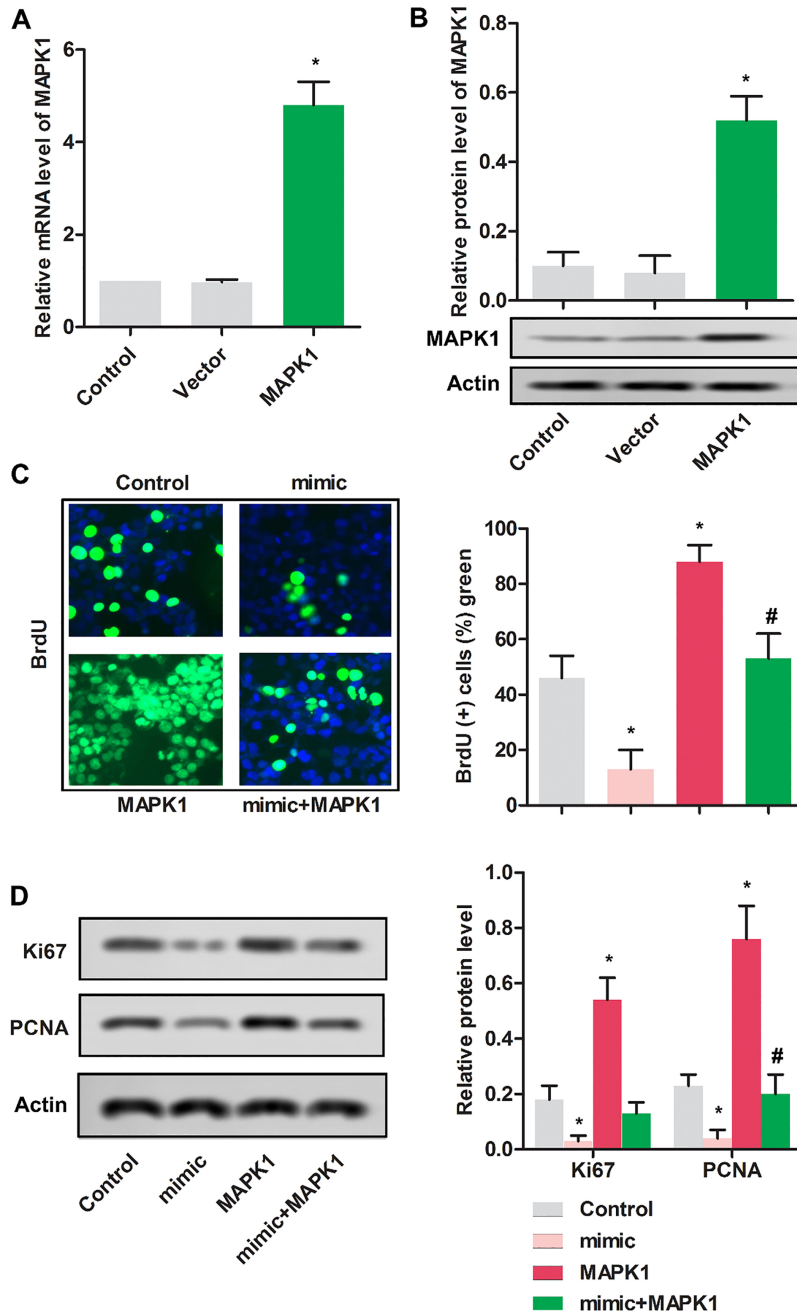 A
Relative mRNA level of MAPK1
6
4
2
0
*
Control
Vector
MAPK1
B
Relative protein level of MAPK1
0.8
0.6
0.4
0.2
0.0
*
MAPK1
Actin
Control
Vector
MAPK1
C
Control
mimic
BrdU
MAPK1
mimic+MAPK1
BrdU (+) cells (%) green
100
80
60
40
20
0
*
*
#
D
Ki67
PCNA
Actin
Control
mimic
MAPK1
mimic+MAPK1
Relative protein level
1.0
0.8
0.6
0.4
0.2
0.0
*
*
*
*
#
Ki67
PCNA
Control
mimic
MAPK1
mimic+MAPK1